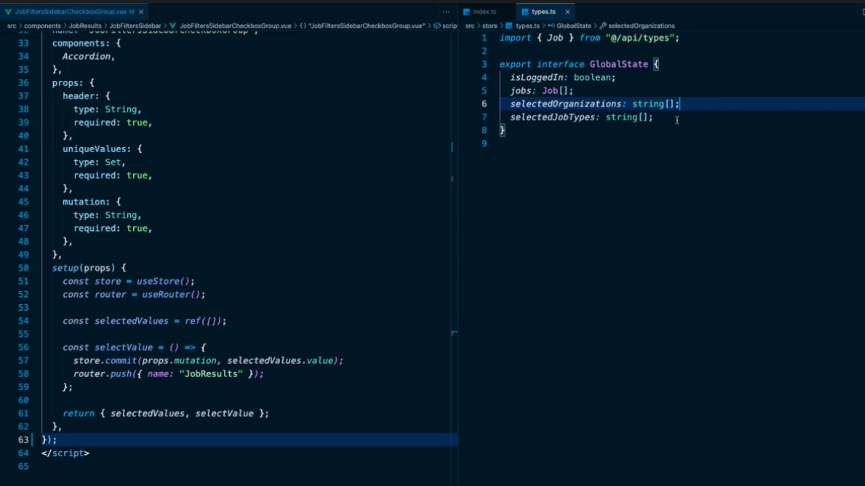 JobFiltersSidebarCheckboxGroup.vue M ×
src > components > JobResults > JobFiltersSidebar > JobFiltersSidebarCheckboxGroup.vue > {} "JobFiltersSidebarCheckboxGroup.vue" > scrip
33 components: {
34 Accordion,
35 },
36 props: {
37 header: {
38 type: String,
39 required: true,
40 },
41 uniqueValues: {
42 type: Set,
43 required: true,
44 },
45 mutation: {
46 type: String,
47 required: true,
48 },
49 },
50 setup(props) {
51 const store = useStore();
52 const router = useRouter();
53
54 const selectedValues = ref([]);
55
56 const selectValue = () => {
57 store.commit(props.mutation, selectedValues.value);
58 router.push({ name: "JobResults" });
59 };
60
61 return { selectedValues, selectValue };
62 },
63 });
64 </script>
65
index.ts types.ts ×
src > store > types.ts > GlobalState > selectedOrganizations
1 import { Job } from "@/api/types";
2
3 export interface GlobalState {
4 isLoggedIn: boolean;
5 jobs: Job[];
6 selectedOrganizations: string[];
7 selectedJobTypes: string[];
8 }
9